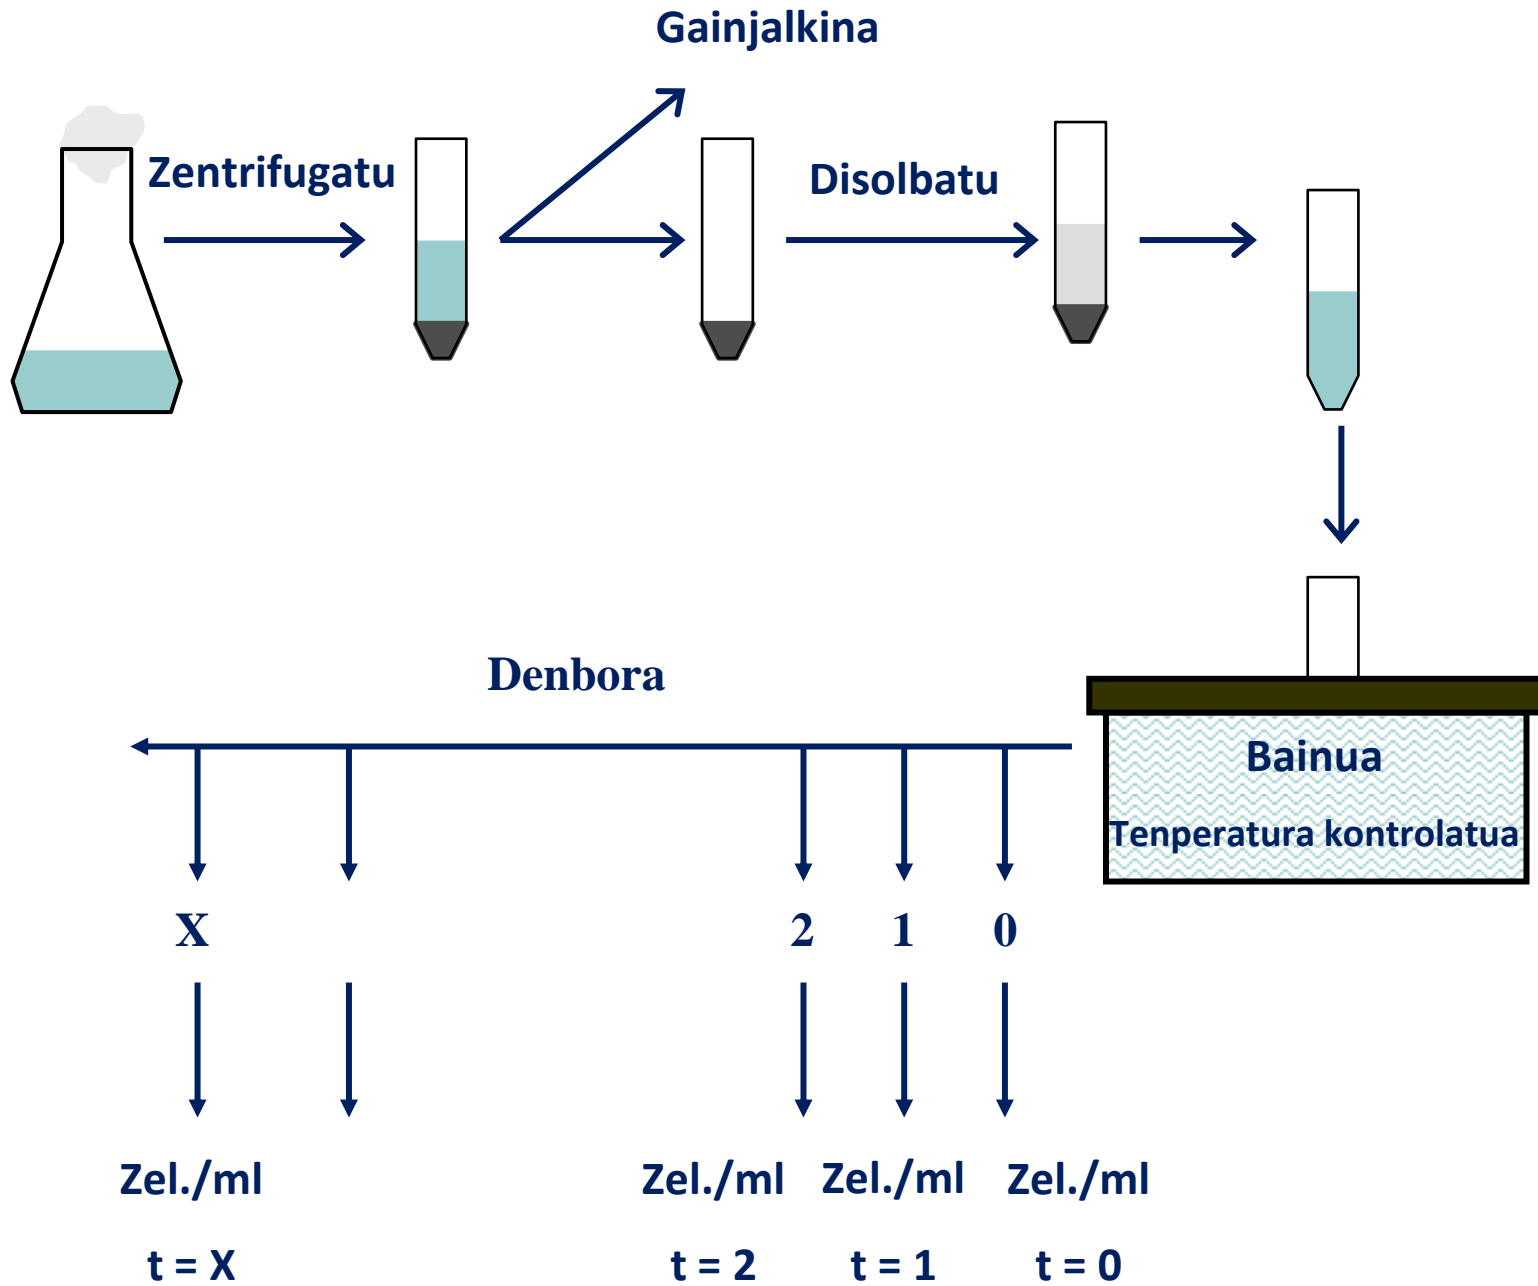 Gainjalkina
Zentrifugatu
Disolbatu
Denbora
Bainua
Tenperatura kontrolatua
X 2 1 0
Zel./ml Zel./ml Zel./ml Zel./ml
t = X t = 2 t = 1 t = 0